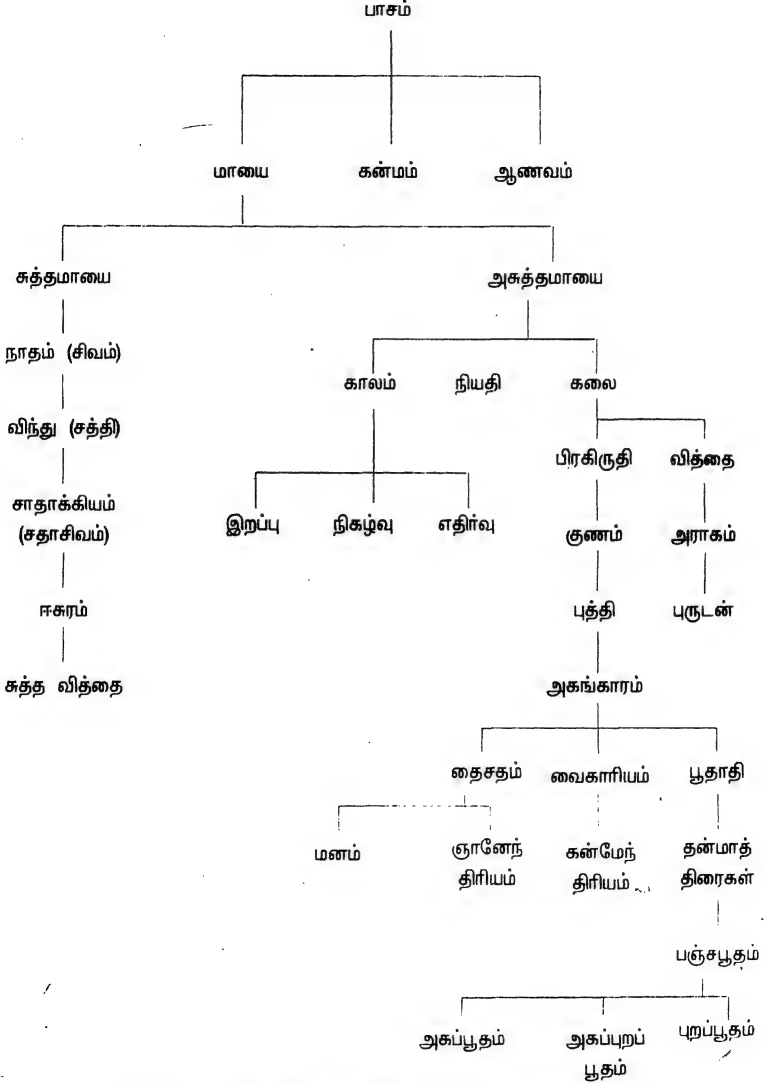 பாசம்
மாயை கன்மம் ஆணவம்
சுத்தமாயை அசுத்தமாயை
நாதம் (சிவம்)
காலம் நியதி கலை
விந்து (சத்தி)
பிரகிருதி வித்தை
சாதாக்கியம்
(சதாசிவம்)
இறப்பு நிகழ்வு எதிர்வு
குணம் அராகம்
ஈசுரம்
புத்தி புருடன்
சுத்த வித்தை
அகங்காரம்
தைசதம் வைகாரியம் பூதாதி
மனம்
ஞானேந்
திரியம்
கன்மேந்
திரியம்
தன்மாத்
திரைகள்
பஞ்சபூதம்
அகப்பூதம்
அகப்புறப்
பூதம்
புறப்பூதம்